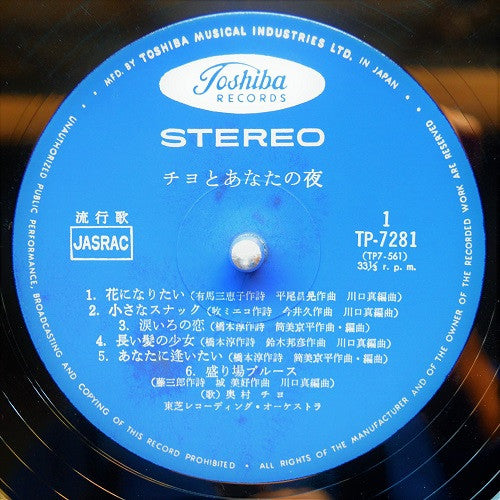 MFD. BY TOSHIBA MUSICAL INDUSTRIES LTD. IN JAPAN
Toshiba
RECORDS
STEREO
チヨとあなたの夜
流行歌
JASRAC
1
TP-7281
(TP7-561)
33⅓ r. p. m.
1. 花になりたい (有馬三恵子作詩 平尾昌晃作曲 川口真編曲)
2. 小さなスナック (牧ミエコ作詩 今井久作曲 川口真編曲)
3. 涙いろの恋 (橋本淳作詩 筒美京平作曲・編曲)
4. 長い髪の少女 (橋本淳作詩 鈴木邦彦作曲 川口真編曲)
5. あなたに逢いたい (橋本淳作詩 筒美京平作曲・編曲)
6. 盛り場ブルース
(藤三郎作詩 城 美好作曲 川口真編曲)
(歌) 奥村 チヨ
東芝レコーディング・オーケストラ
UNAUTHORIZED PUBLIC PERFORMANCE, BROADCASTING AND COPYING OF THIS RECORD PROHIBITED • ALL RIGHTS OF THE MANUFACTURER AND OF THE OWNER OF THE RECORDED WORK ARE RESERVED